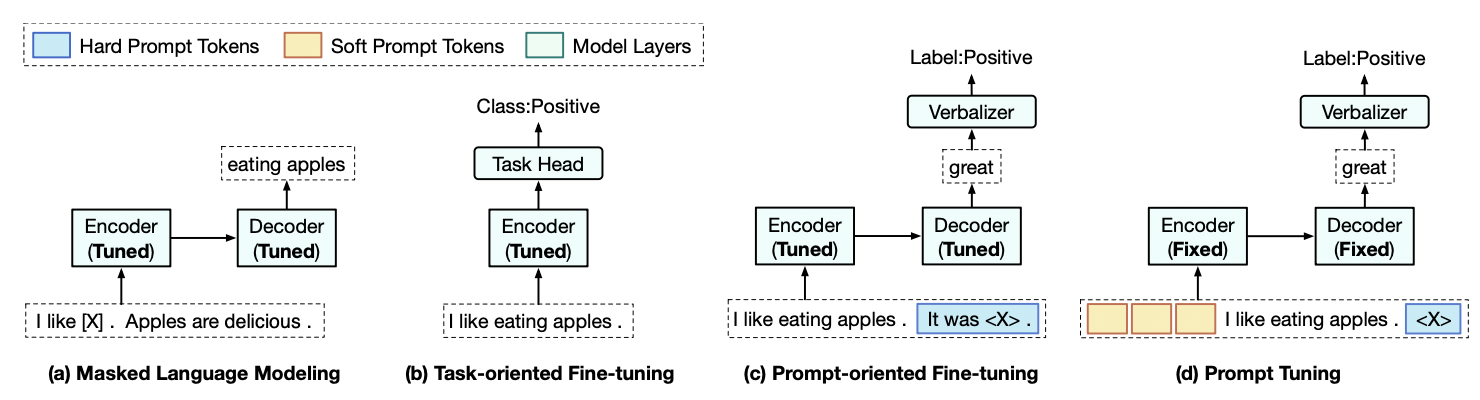 Hard Prompt Tokens Soft Prompt Tokens Model Layers
eating apples
Encoder
(Tuned)
Decoder
(Tuned)
I like [X] . Apples are delicious .
(a) Masked Language Modeling
Class:Positive
Task Head
Encoder
(Tuned)
I like eating apples .
(b) Task-oriented Fine-tuning
Label:Positive
Verbalizer
great
Encoder
(Tuned)
Decoder
(Tuned)
I like eating apples . It was <X> .
(c) Prompt-oriented Fine-tuning
Label:Positive
Verbalizer
great
Encoder
(Fixed)
Decoder
(Fixed)
I like eating apples . <X>
(d) Prompt Tuning